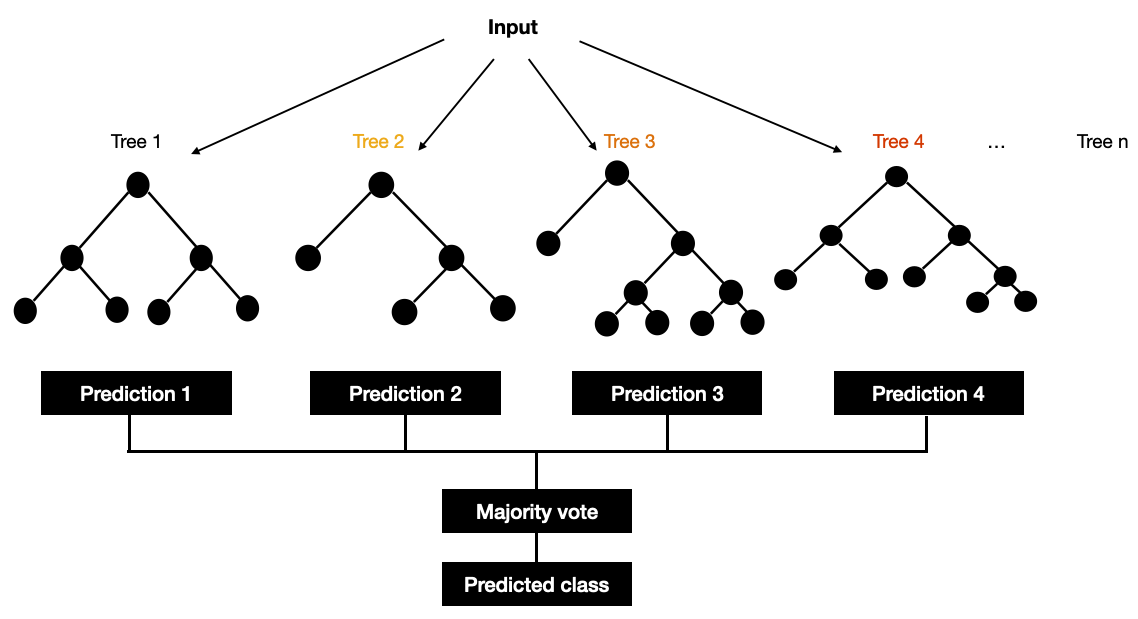 Input
Tree 1
Tree 2
Tree 3
Tree 4
...
Tree n
Prediction 1
Prediction 2
Prediction 3
Prediction 4
Majority vote
Predicted class